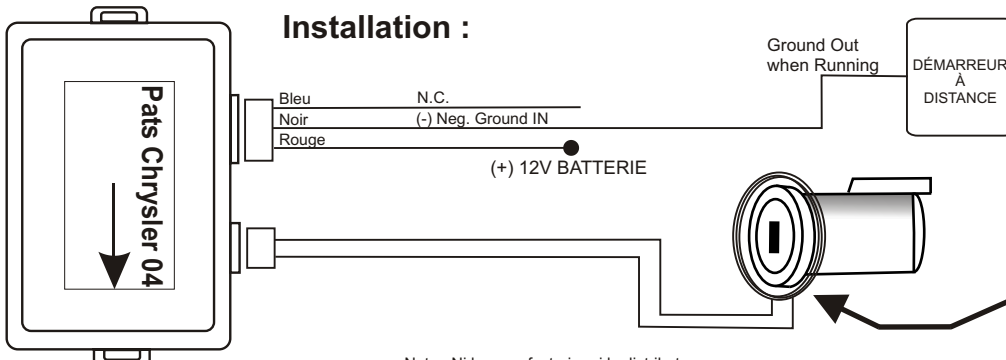 Installation :
Pats Chrysler 04
Bleu
N.C.
Noir
(-) Neg. Ground IN
Rouge
(+) 12V BATTERIE
Ground Out
when Running
DÉMARREUR
À
DISTANCE